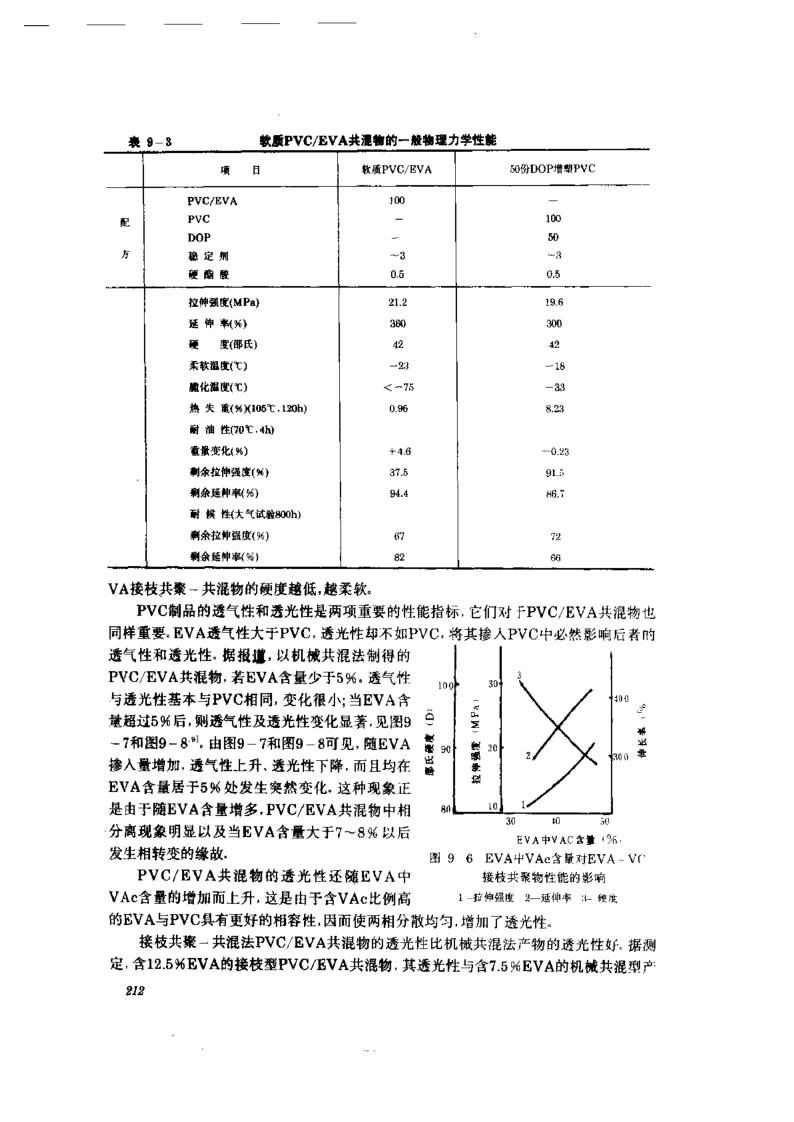 表 9-3 软质PVC/EVA共混物的一般物理力学性能
项 目 软质PVC/EVA 50份DOP增塑PVC
配方
PVC/EVA 100 —
PVC — 100
DOP — 50
稳定剂 ~3 ~3
硬脂酸 0.5 0.5
拉伸强度(MPa) 21.2 19.6
延伸率(%) 360 300
硬 度(邵氏) 42 42
柔软温度(℃) -23 -18
脆化温度(℃) <-75 -33
热失重(%)(105℃.120h) 0.96 8.23
耐油性(70℃.4h)
重量变化(%) +4.6 -0.23
剩余拉伸强度(%) 37.5 91.5
剩余延伸率(%) 94.4 86.7
耐候性(大气试验800h)
剩余拉伸强度(%) 67 72
剩余延伸率(%) 82 66
VA接枝共聚-共混物的硬度越低,越柔软。
PVC制品的透气性和透光性是两项重要的性能指标,它们对于PVC/EVA共混物也
同样重要。EVA透气性大于PVC,透光性却不如PVC,将其掺入PVC中必然影响后者的
透气性和透光性。据报道,以机械共混法制得的
PVC/EVA共混物,若EVA含量少于5%。透气性
与透光性基本与PVC相同,变化很小;当EVA含
量超过5%后,则透气性及透光性变化显著.见图9
-7和图9-8[9]。由图9-7和图9-8可见,随EVA
掺入量增加,透气性上升、透光性下降.而且均在
EVA含量居于5%处发生突然变化。这种现象正
是由于随EVA含量增多,PVC/EVA共混物中相
分离现象明显以及当EVA含量大于7~8%以后
发生相转变的缘故.
PVC/EVA共混物的透光性还随EVA中
VAc含量的增加而上升,这是由于含VAc比例高
邵氏硬度(D)
100
90
80
拉伸强度(MPa)
30
20
10
3
2
1
400
300
伸长率(%)
30 40 50
EVA中VAC含量(%)
图 9-6 EVA中VAc含量对EVA-VC
接枝共聚物性能的影响
1-拉伸强度 2-延伸率 3-硬度
的EVA与PVC具有更好的相容性,因而使两相分散均匀,增加了透光性。
接枝共聚-共混法PVC/EVA共混物的透光性比机械共混法产物的透光性好.据测
定,含12.5%EVA的接枝型PVC/EVA共混物,其透光性与含7.5%EVA的机械共混型产
212